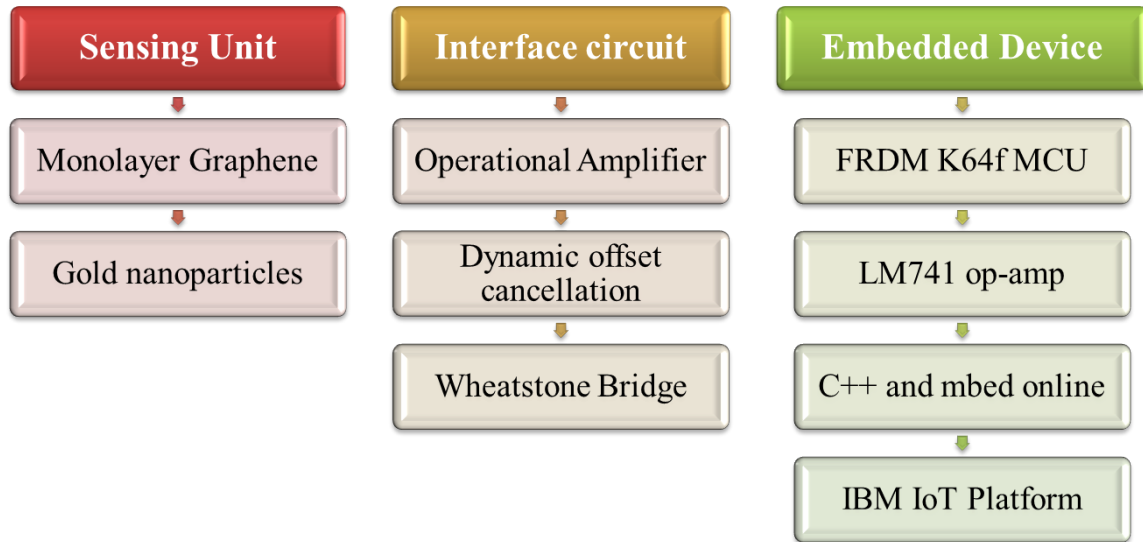 Sensing Unit
Monolayer Graphene
Gold nanoparticles
Interface circuit
Operational Amplifier
Dynamic offset
cancellation
Wheatstone Bridge
Embedded Device
FRDM K64f MCU
LM741 op-amp
C++ and mbed online
IBM IoT Platform